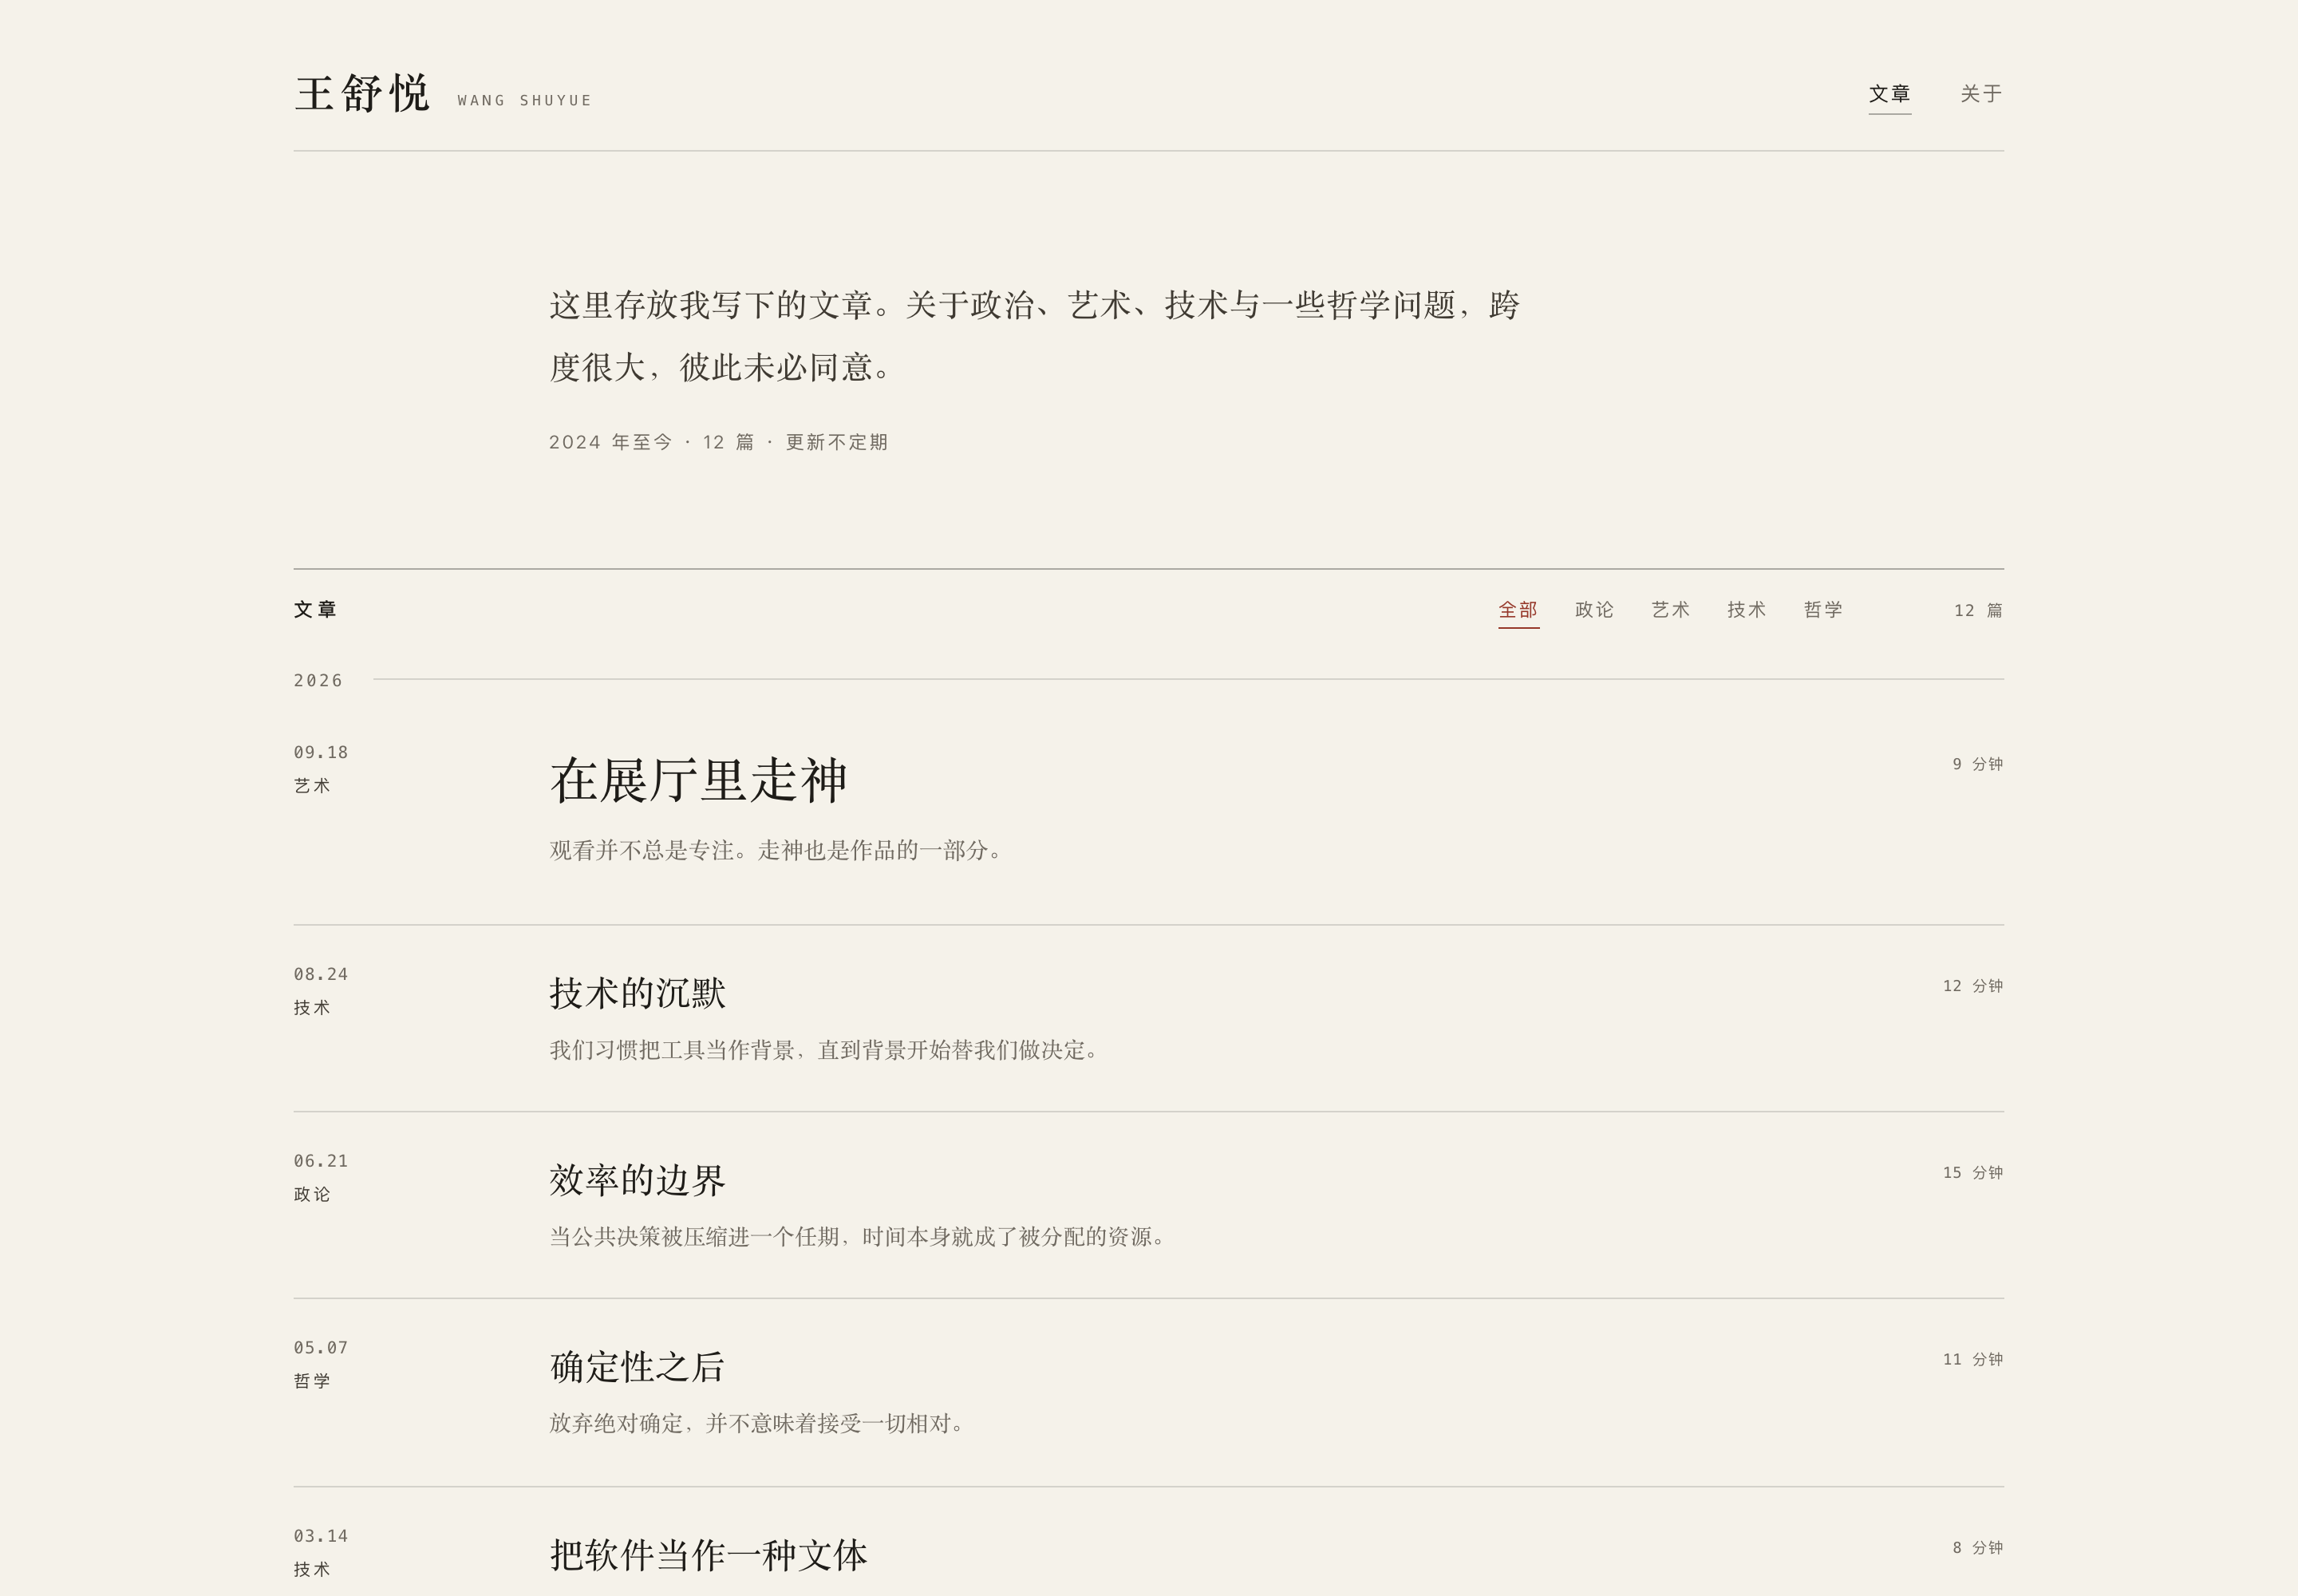 王舒悦 WANG SHUYUE
文章 关于
这里存放我写下的文章。关于政治、艺术、技术与一些哲学问题，跨
度很大，彼此未必同意。
2024 年至今 · 12 篇 · 更新不定期
文章
全部 政论 艺术 技术 哲学 12 篇
2026
09.18
艺术
在展厅里走神
观看并不总是专注。走神也是作品的一部分。
9 分钟
08.24
技术
技术的沉默
我们习惯把工具当作背景，直到背景开始替我们做决定。
12 分钟
06.21
政论
效率的边界
当公共决策被压缩进一个任期，时间本身就成了被分配的资源。
15 分钟
05.07
哲学
确定性之后
放弃绝对确定，并不意味着接受一切相对。
11 分钟
03.14
技术
把软件当作一种文体
8 分钟